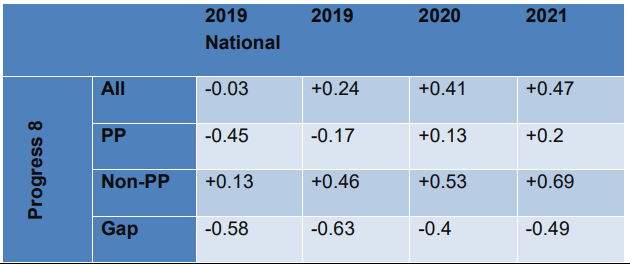 2019 National 2019 2020 2021
Progress 8
All -0.03 +0.24 +0.41 +0.47
PP -0.45 -0.17 +0.13 +0.2
Non-PP +0.13 +0.46 +0.53 +0.69
Gap -0.58 -0.63 -0.4 -0.49